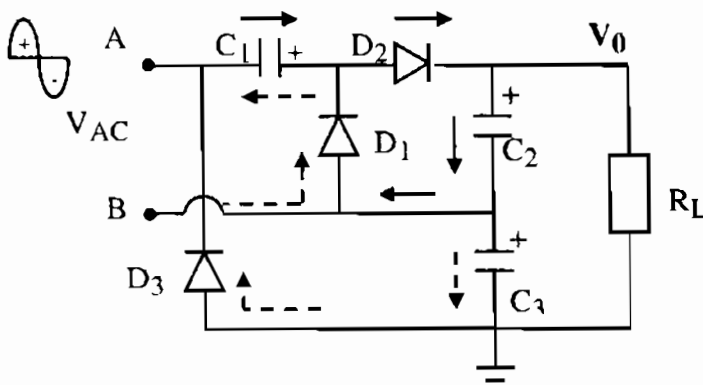 +
-
A
C1
+
D2
V0
VAC
+
D1
C2
B
RL
+
D3
C3